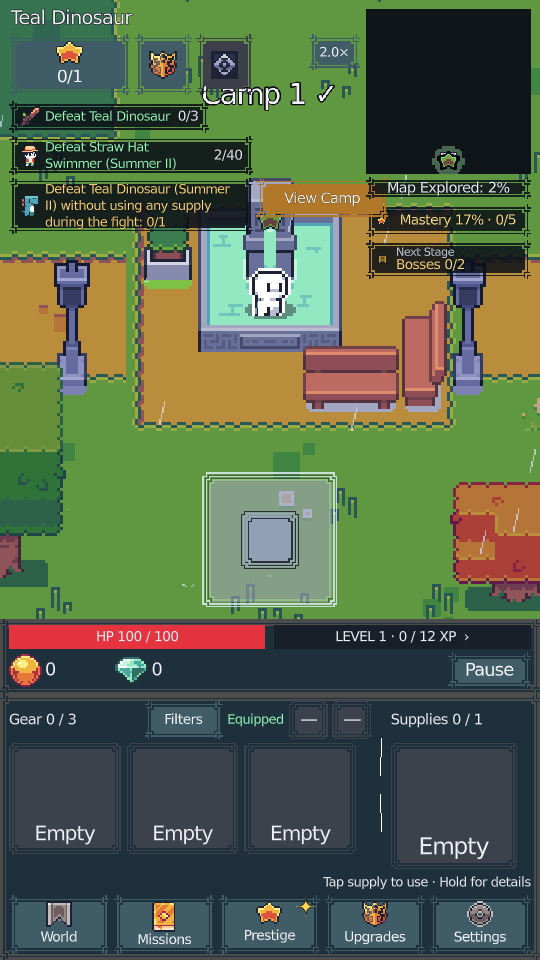 Teal Dinosaur
0/1
2.0×
Camp 1 ✓
Defeat Teal Dinosaur 0/3
Defeat Straw Hat
Swimmer (Summer II)
2/40
Defeat Teal Dinosaur (Summer
II) without using any supply
during the fight: 0/1
View Camp
Map Explored: 2%
Mastery 17% · 0/5
Next Stage
Bosses 0/2
HP 100 / 100
LEVEL 1 · 0 / 12 XP ›
0
0
Pause
Gear 0 / 3
Filters
Equipped
—
—
Supplies 0 / 1
Empty
Empty
Empty
Empty
Tap supply to use · Hold for details
World
Missions
Prestige
Upgrades
Settings